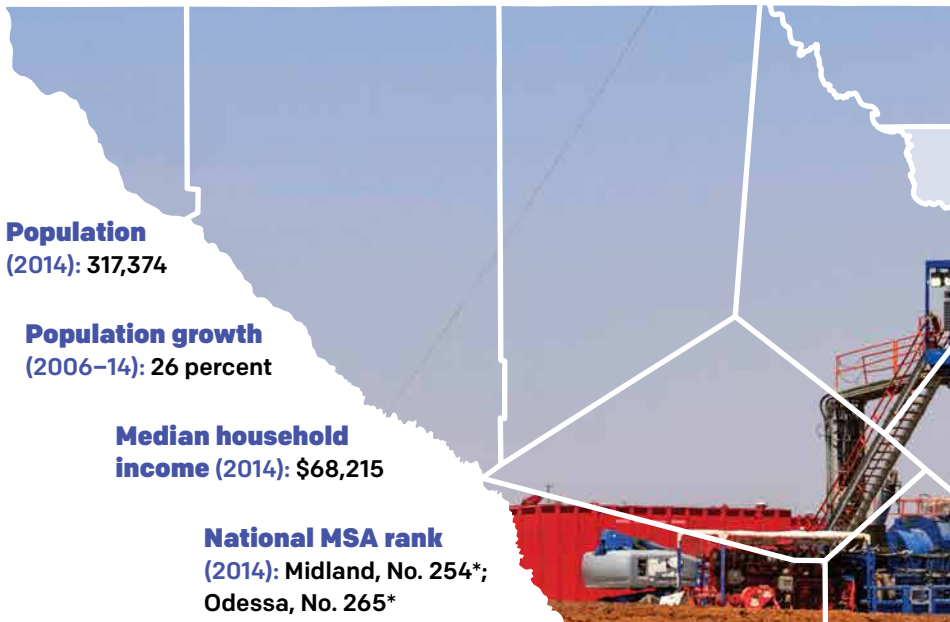 Population
(2014): 317,374
Population growth
(2006–14): 26 percent
Median household
income (2014): $68,215
National MSA rank
(2014): Midland, No. 254*;
Odessa, No. 265*